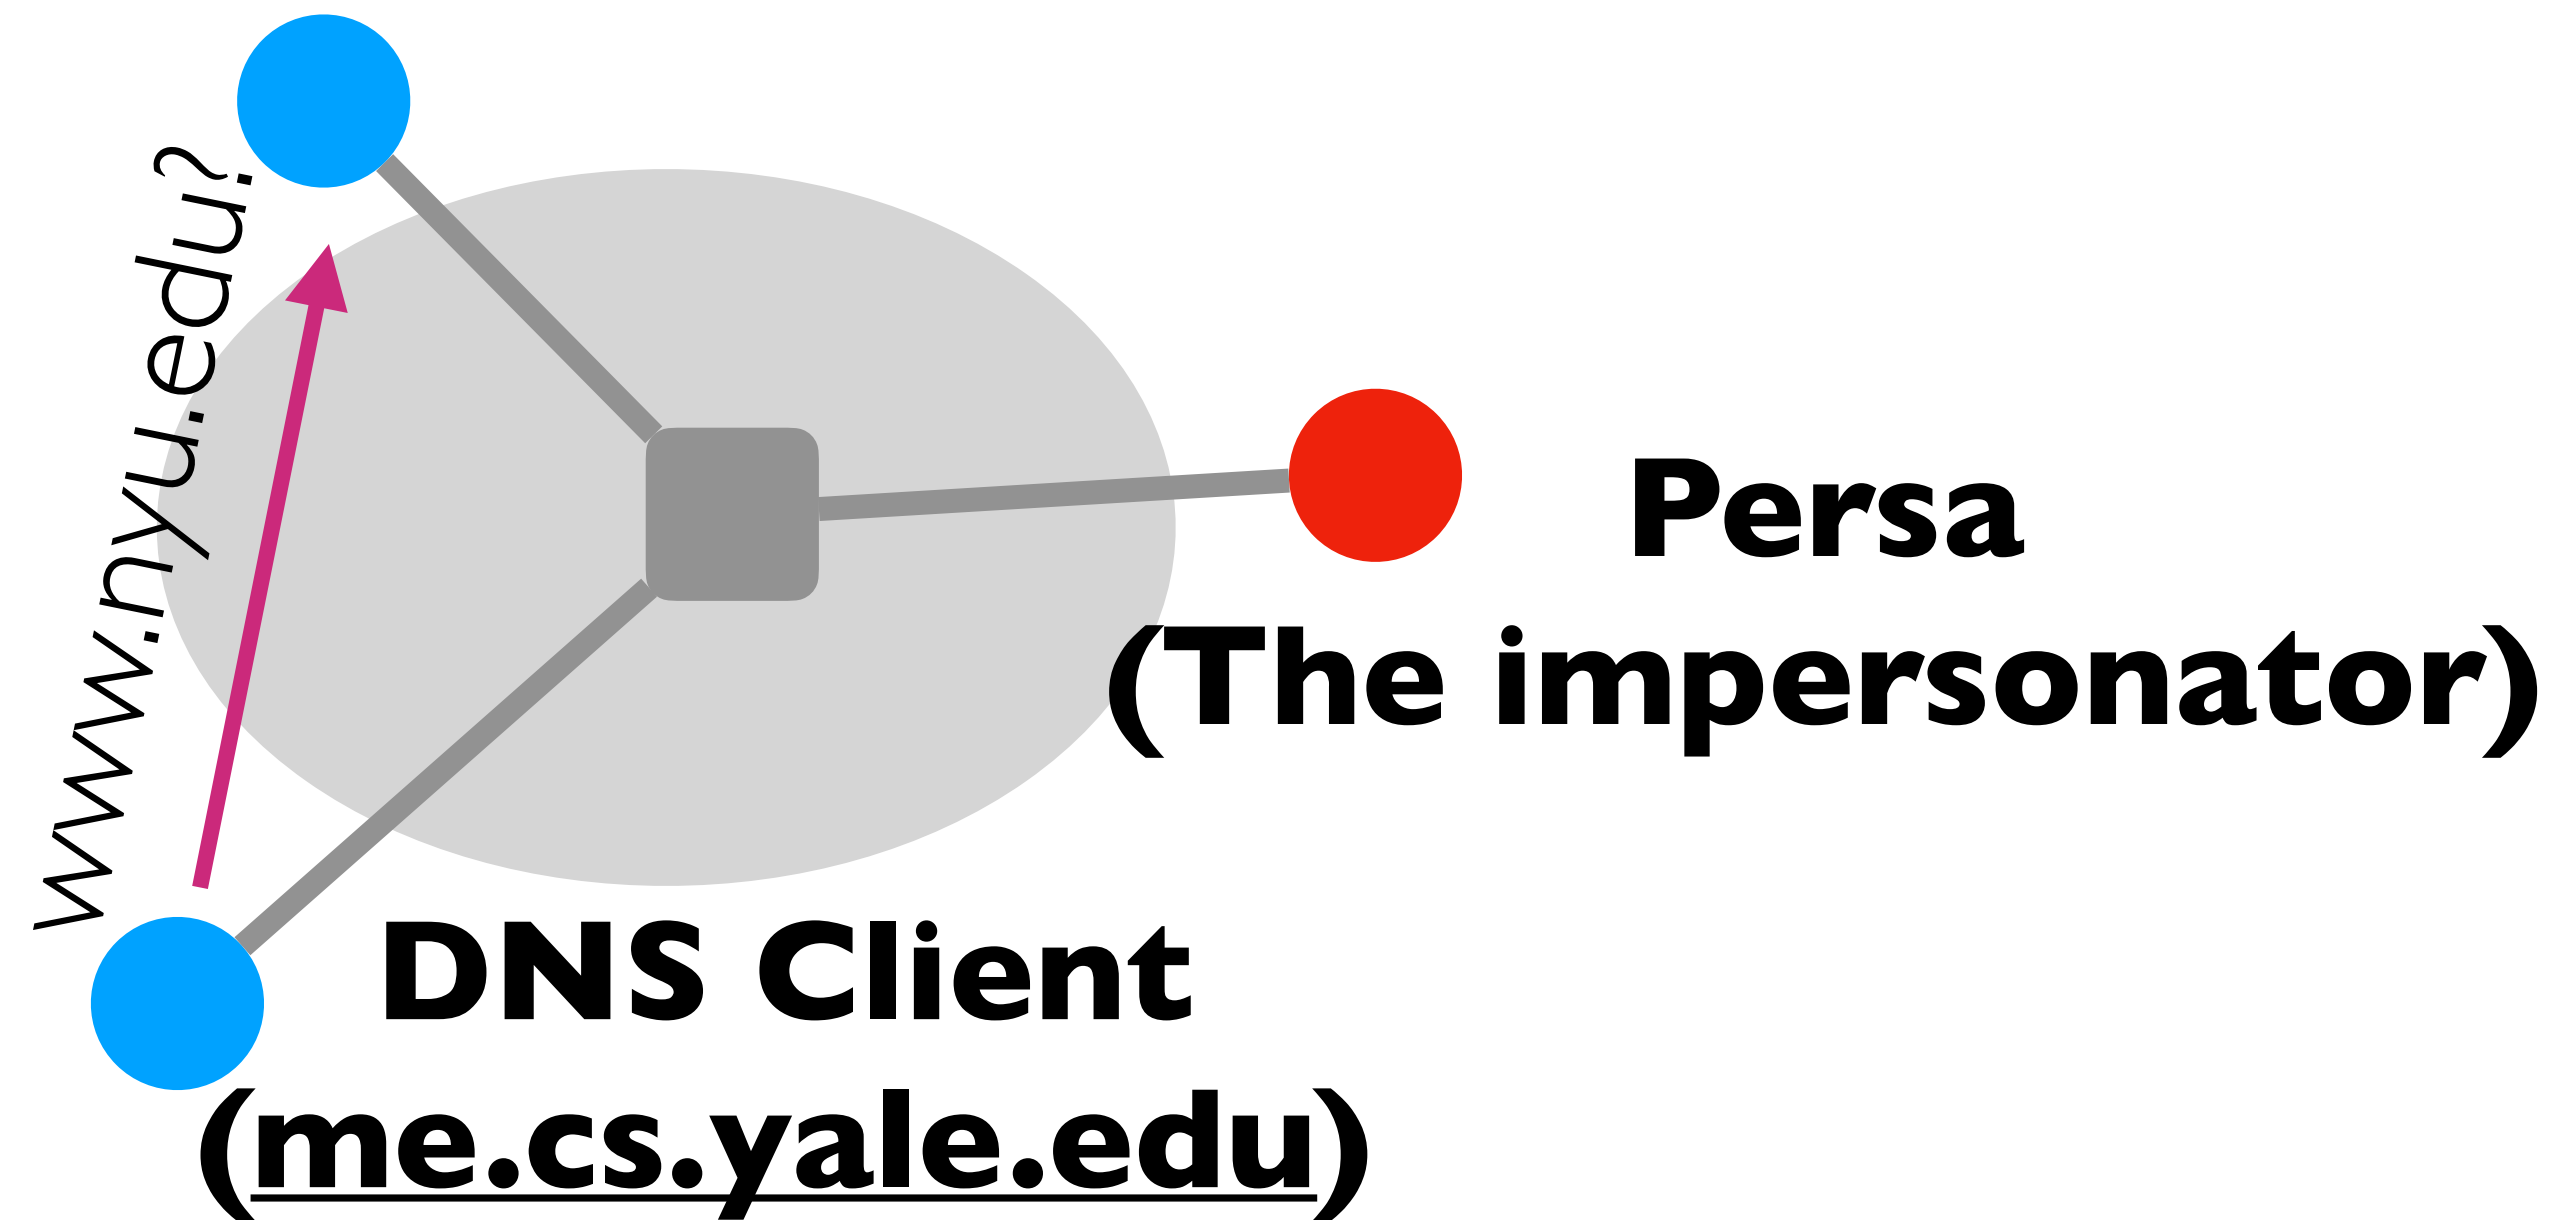 www.nyu.edu?
Persa
(The impersonator)
DNS Client
(me.cs.yale.edu)